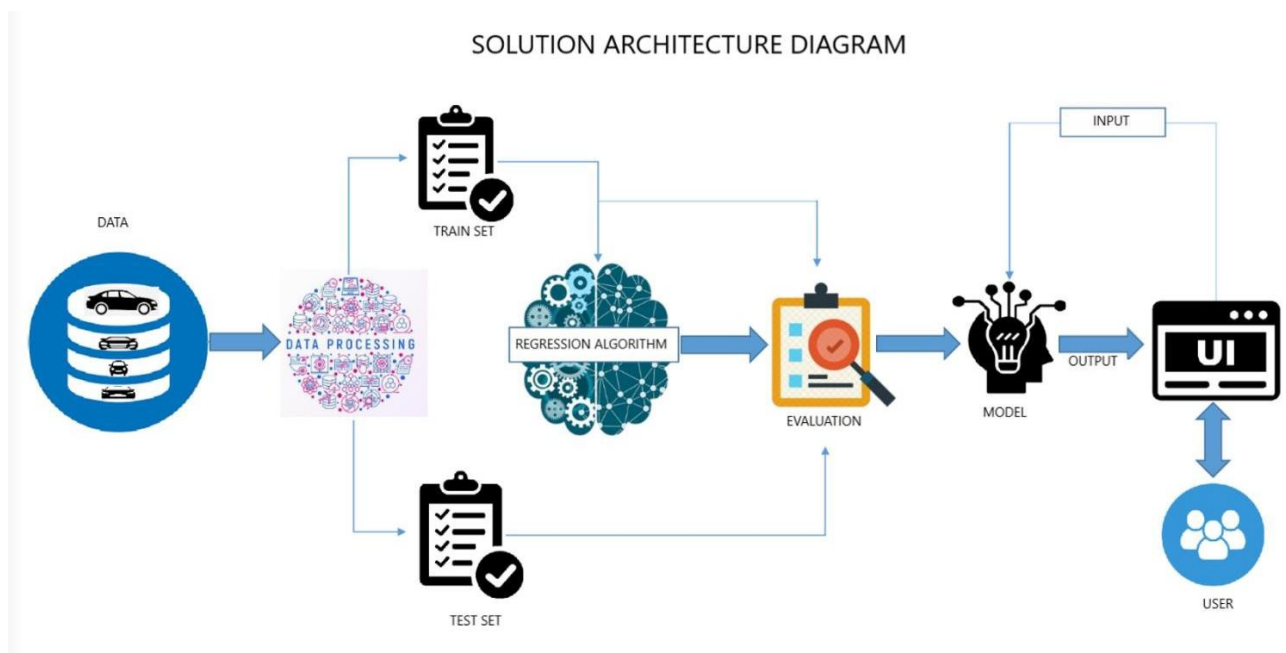 SOLUTION ARCHITECTURE DIAGRAM
INPUT
TRAIN SET
DATA
DATA PROCESSING
REGRESSION ALGORITHM
UI
OUTPUT
MODEL
EVALUATION
USER
TEST SET